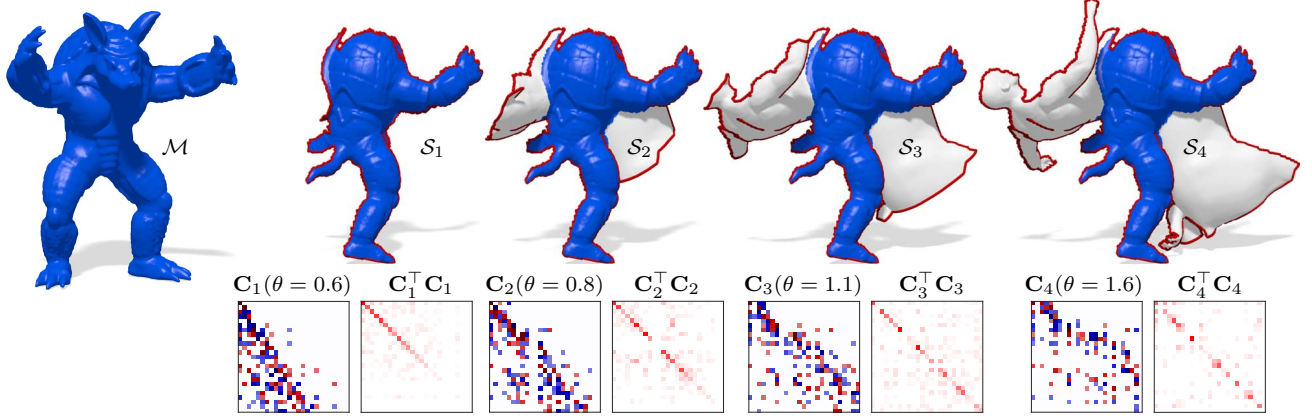 ℳ
𝒮₁
𝒮₂
𝒮₃
𝒮₄
C₁(θ = 0.6) C₁⊤C₁ C₂(θ = 0.8) C₂⊤C₂ C₃(θ = 1.1) C₃⊤C₃ C₄(θ = 1.6) C₄⊤C₄